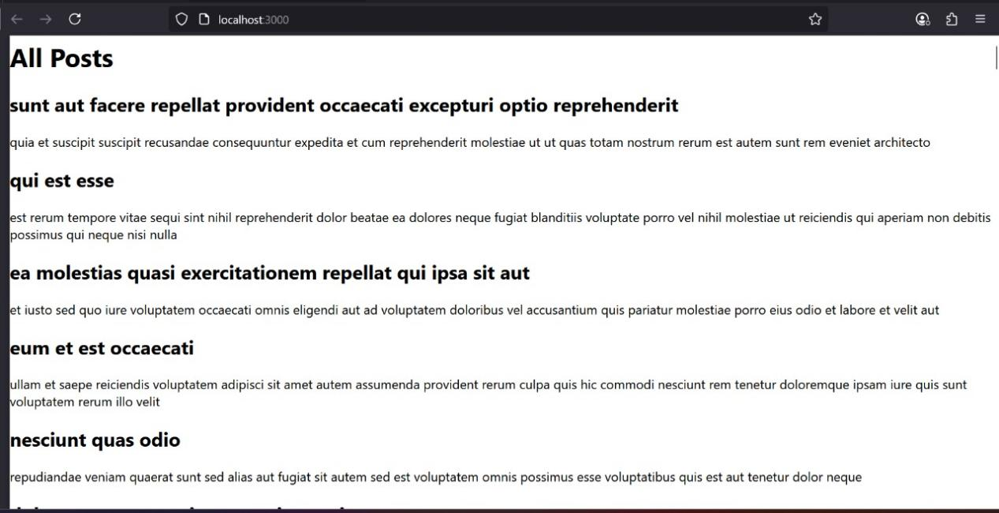 localhost:3000
All Posts
sunt aut facere repellat provident occaecati excepturi optio reprehenderit
quia et suscipit suscipit recusandae consequuntur expedita et cum reprehenderit molestiae ut ut quas totam nostrum rerum est autem sunt rem eveniet architecto
qui est esse
est rerum tempore vitae sequi sint nihil reprehenderit dolor beatae ea dolores neque fugiat blanditiis voluptate porro vel nihil molestiae ut reiciendis qui aperiam non debitis
possimus qui neque nisi nulla
ea molestias quasi exercitationem repellat qui ipsa sit aut
et iusto sed quo iure voluptatem occaecati omnis eligendi aut ad voluptatem doloribus vel accusantium quis pariatur molestiae porro eius odio et labore et velit aut
eum et est occaecati
ullam et saepe reiciendis voluptatem adipisci sit amet autem assumenda provident rerum culpa quis hic commodi nesciunt rem tenetur doloremque ipsam iure quis sunt
voluptatem rerum illo velit
nesciunt quas odio
repudiandae veniam quaerat sunt sed alias aut fugiat sit autem sed est voluptatem omnis possimus esse voluptatibus quis est aut tenetur dolor neque